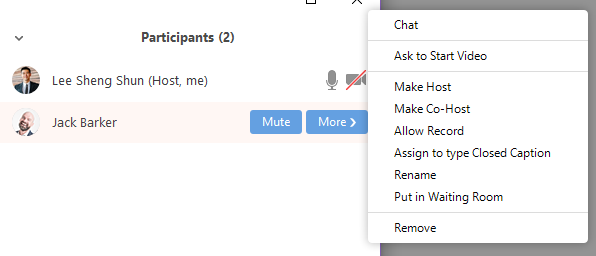 Participants (2)
Lee Sheng Shun (Host, me)
Jack Barker
Mute
More
Chat
Ask to Start Video
Make Host
Make Co-Host
Allow Record
Assign to type Closed Caption
Rename
Put in Waiting Room
Remove